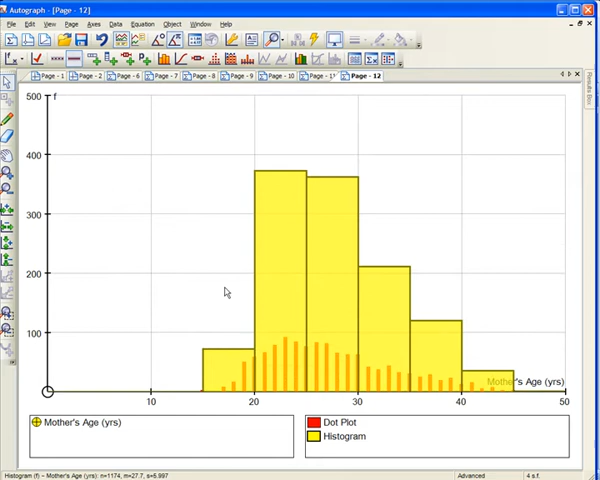 Autograph - [Page - 12]
File Edit View Page Axes Data Equation Object Window Help
Page - 1 Page - 2 Page - 6 Page - 7 Page - 8 Page - 9 Page - 10 Page - 12
Results Box
500 f
400
300
200
100
Mother's Age (yrs)
10 20 30 40 50
Mother's Age (yrs)
Dot Plot
Histogram
Histogram (f) – Mother's Age (yrs): n=1174, m=27.7, s=5.997 Advanced 4 s.f.